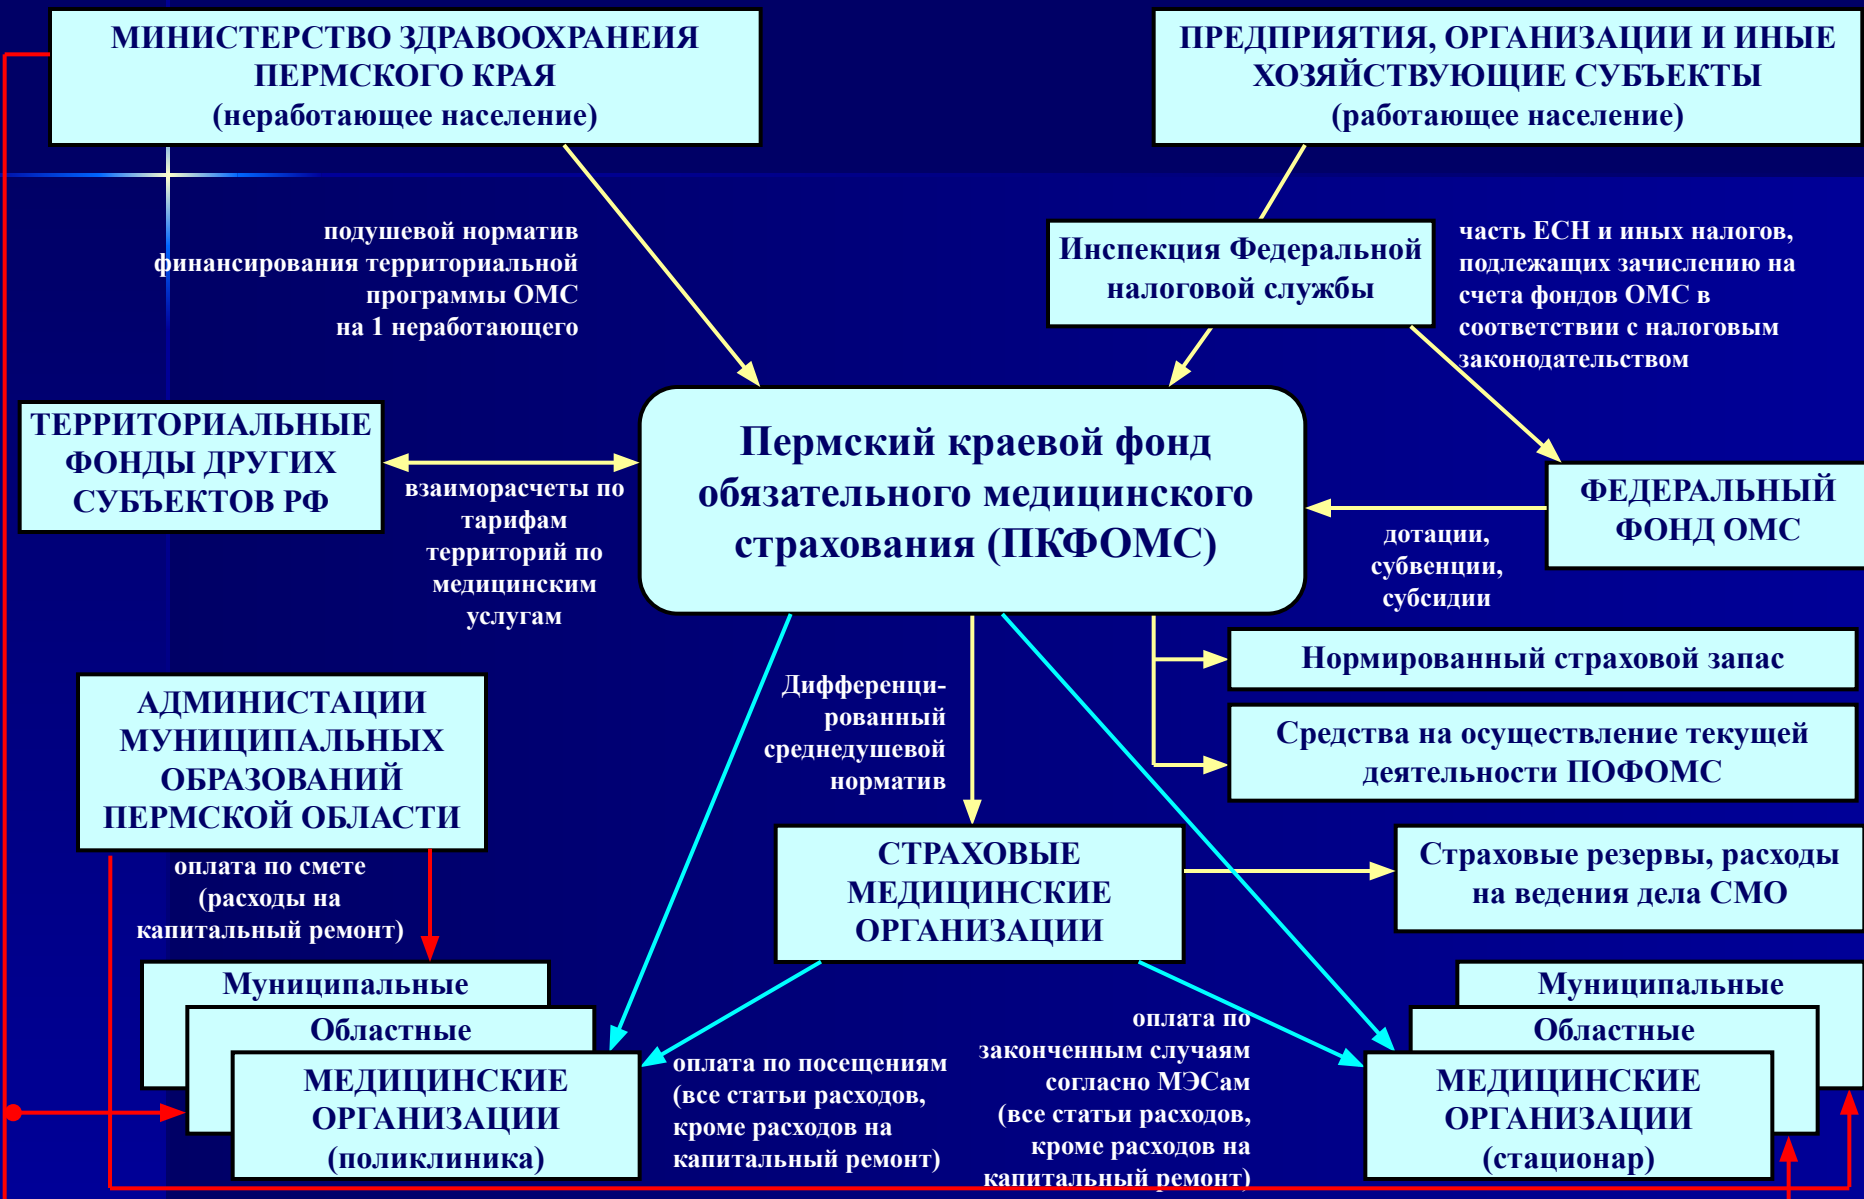 МИНИСТЕРСТВО ЗДРАВООХРАНЕИЯ
ПЕРМСКОГО КРАЯ
(неработающее население)
ПРЕДПРИЯТИЯ, ОРГАНИЗАЦИИ И ИНЫЕ
ХОЗЯЙСТВУЮЩИЕ СУБЪЕКТЫ
(работающее население)
подушевой норматив
финансирования территориальной
программы ОМС
на 1 неработающего
Инспекция Федеральной
налоговой службы
часть ЕСН и иных налогов,
подлежащих зачислению на
счета фондов ОМС в
соответствии с налоговым
законодательством
ТЕРРИТОРИАЛЬНЫЕ
ФОНДЫ ДРУГИХ
СУБЪЕКТОВ РФ
взаиморасчеты по
тарифам
территорий по
медицинским
услугам
Пермский краевой фонд
обязательного медицинского
страхования (ПКФОМС)
ФЕДЕРАЛЬНЫЙ
ФОНД ОМС
дотации,
субвенции,
субсидии
Нормированный страховой запас
Средства на осуществление текущей
деятельности ПОФОМС
АДМИНИСТАЦИИ
МУНИЦИПАЛЬНЫХ
ОБРАЗОВАНИЙ
ПЕРМСКОЙ ОБЛАСТИ
Дифференци-
рованный
среднедушевой
норматив
оплата по смете
(расходы на
капитальный ремонт)
СТРАХОВЫЕ
МЕДИЦИНСКИЕ
ОРГАНИЗАЦИИ
Страховые резервы, расходы
на ведения дела СМО
Муниципальные
Областные
МЕДИЦИНСКИЕ
ОРГАНИЗАЦИИ
(поликлиника)
оплата по посещениям
(все статьи расходов,
кроме расходов на
капитальный ремонт)
оплата по
законченным случаям
согласно МЭСам
(все статьи расходов,
кроме расходов на
капитальный ремонт)
Муниципальные
Областные
МЕДИЦИНСКИЕ
ОРГАНИЗАЦИИ
(стационар)